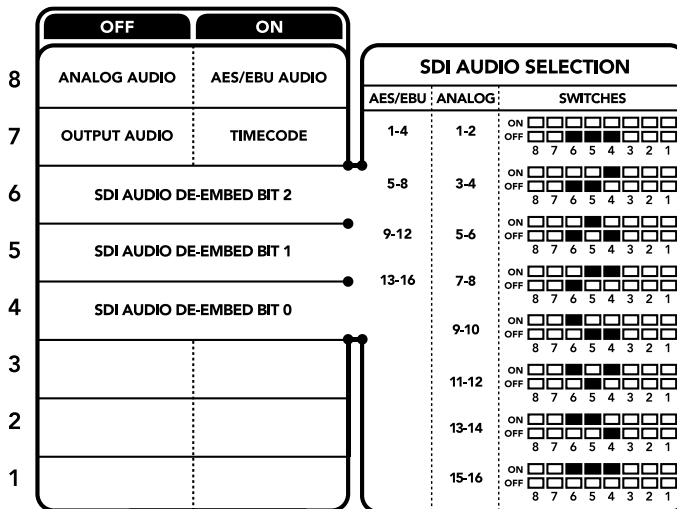 OFF ON
8 ANALOG AUDIO AES/EBU AUDIO
7 OUTPUT AUDIO TIMECODE
6 SDI AUDIO DE-EMBED BIT 2
5 SDI AUDIO DE-EMBED BIT 1
4 SDI AUDIO DE-EMBED BIT 0
3
2
1
SDI AUDIO SELECTION
AES/EBU ANALOG SWITCHES
1-4 1-2 ON
OFF
8 7 6 5 4 3 2 1
5-8 3-4 ON
OFF
8 7 6 5 4 3 2 1
9-12 5-6 ON
OFF
8 7 6 5 4 3 2 1
13-16 7-8 ON
OFF
8 7 6 5 4 3 2 1
9-10 ON
OFF
8 7 6 5 4 3 2 1
11-12 ON
OFF
8 7 6 5 4 3 2 1
13-14 ON
OFF
8 7 6 5 4 3 2 1
15-16 ON
OFF
8 7 6 5 4 3 2 1